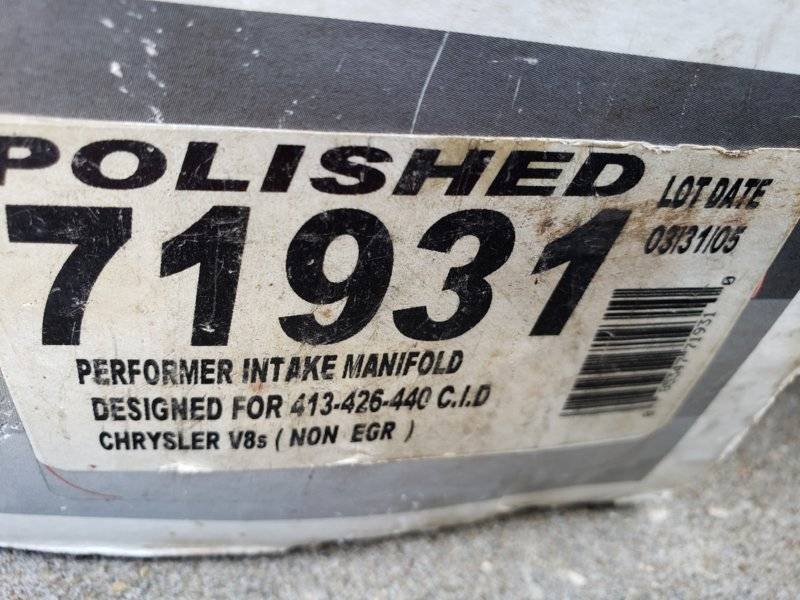 POLISHED
71931
LOT DATE
03/31/05
PERFORMER INTAKE MANIFOLD
DESIGNED FOR 413-426-440 C.I.D
CHRYSLER V8s ( NON EGR )